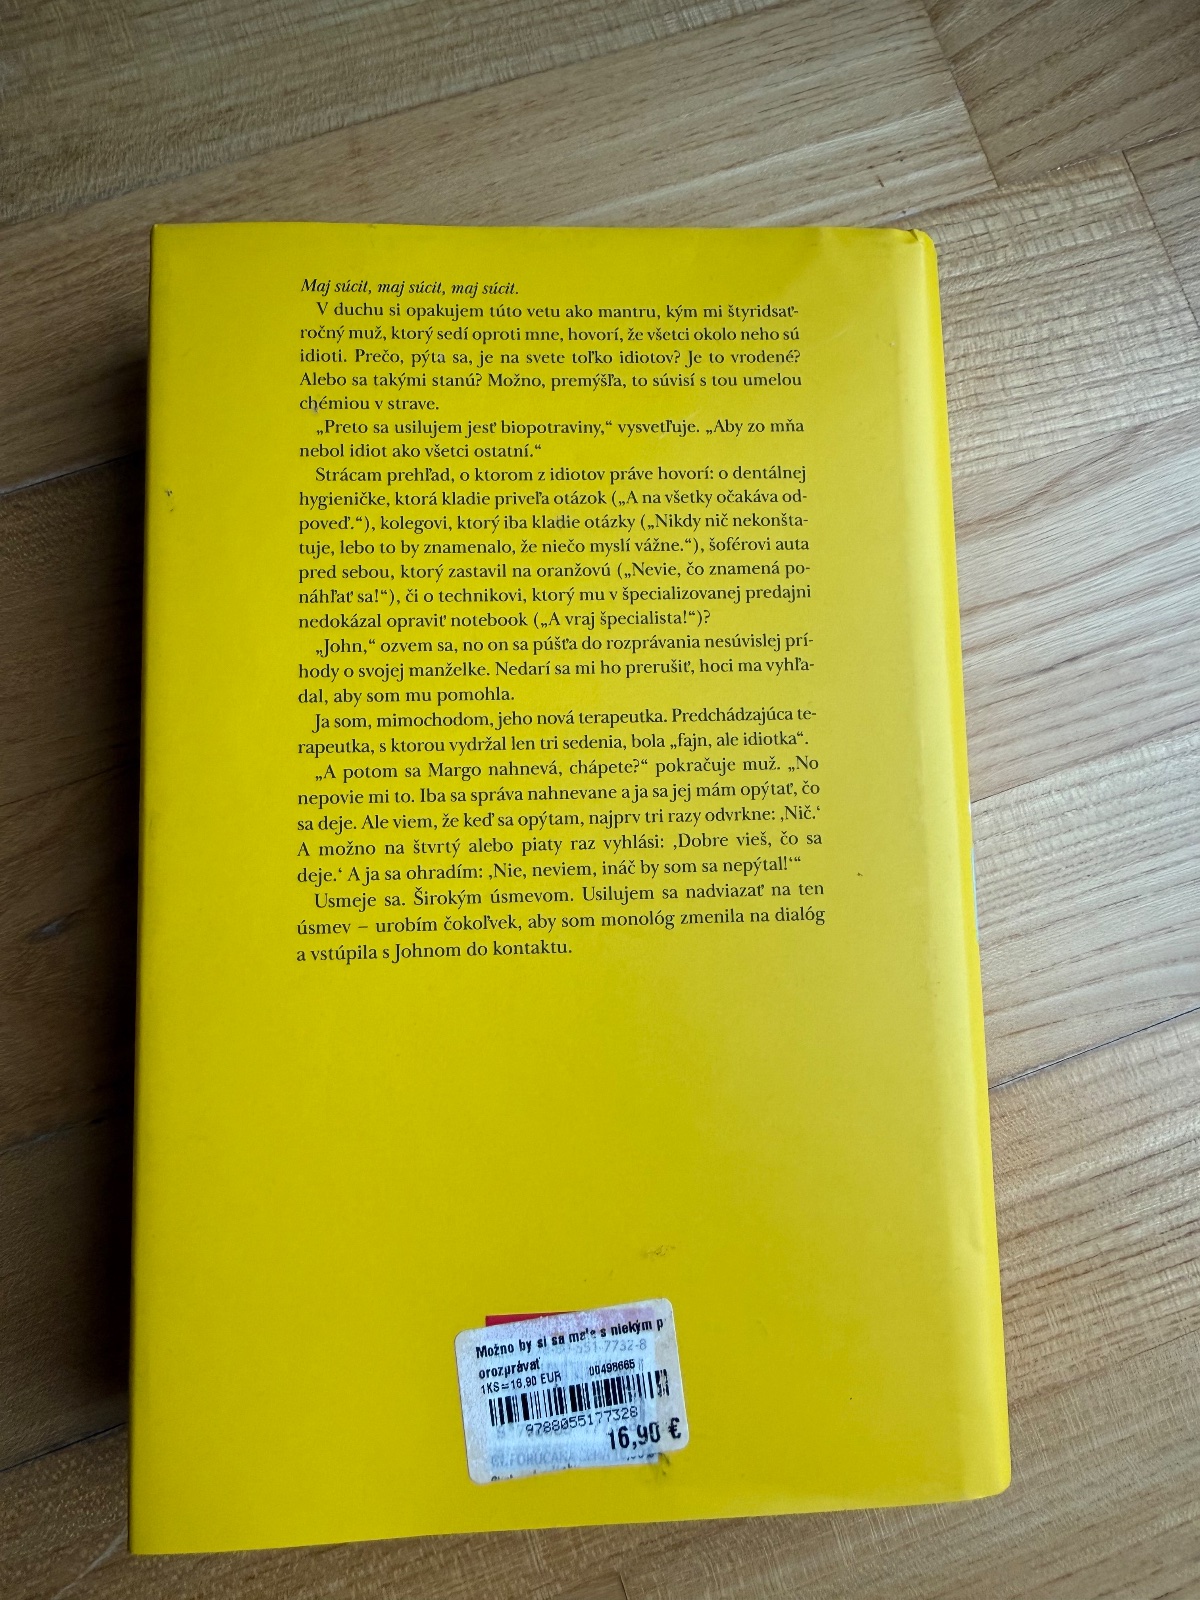 Maj súcit, maj súcit, maj súcit.
V duchu si opakujem túto vetu ako mantru, kým mi štyridsať-
ročný muž, ktorý sedí oproti mne, hovorí, že všetci okolo neho sú
idioti. Prečo, pýta sa, je na svete toľko idiotov? Je to vrodené?
Alebo sa takými stanú? Možno, premýšľa, to súvisí s tou umelou
chémiou v strave.
„Preto sa usilujem jesť biopotraviny,“ vysvetľuje. „Aby zo mňa
nebol idiot ako všetci ostatní.“
Strácam prehľad, o ktorom z idiotov práve hovorí: o dentálnej
hygieničke, ktorá kladie priveľa otázok („A na všetky očakáva od-
poveď.“), kolegovi, ktorý iba kladie otázky („Nikdy nič nekonšta-
tuje, lebo to by znamenalo, že niečo myslí vážne.“), šoférovi auta
pred sebou, ktorý zastavil na oranžovú („Nevie, čo znamená po-
náhľať sa!“), či o technikovi, ktorý mu v špecializovanej predajni
nedokázal opraviť notebook („A vraj špecialista!“)?
„John,“ ozvem sa, no on sa púšťa do rozprávania nesúvislej prí-
hody o svojej manželke. Nedarí sa mi ho prerušiť, hoci ma vyhľa-
dal, aby som mu pomohla.
Ja som, mimochodom, jeho nová terapeutka. Predchádzajúca te-
rapeutka, s ktorou vydržal len tri sedenia, bola „fajn, ale idiotka“.
„A potom sa Margo nahnevá, chápete?“ pokračuje muž. „No
nepovie mi to. Iba sa správa nahnevane a ja sa jej mám opýtať, čo
sa deje. Ale viem, že keď sa opýtam, najprv tri razy odvrkne: ‚Nič.‘
A možno na štvrtý alebo piaty raz vyhlási: ‚Dobre vieš, čo sa
deje.‘ A ja sa ohradím: ‚Nie, neviem, ináč by som sa nepýtal!‘“
Usmeje sa. Širokým úsmevom. Usilujem sa nadviazať na ten
úsmev – urobím čokoľvek, aby som monológ zmenila na dialóg
a vstúpila s Johnom do kontaktu.
Možno by si sa mala s niekým p
-551-7732-8
orozprávať
1KS=16,90 EUR 00498665
9788055177328
16,90 €